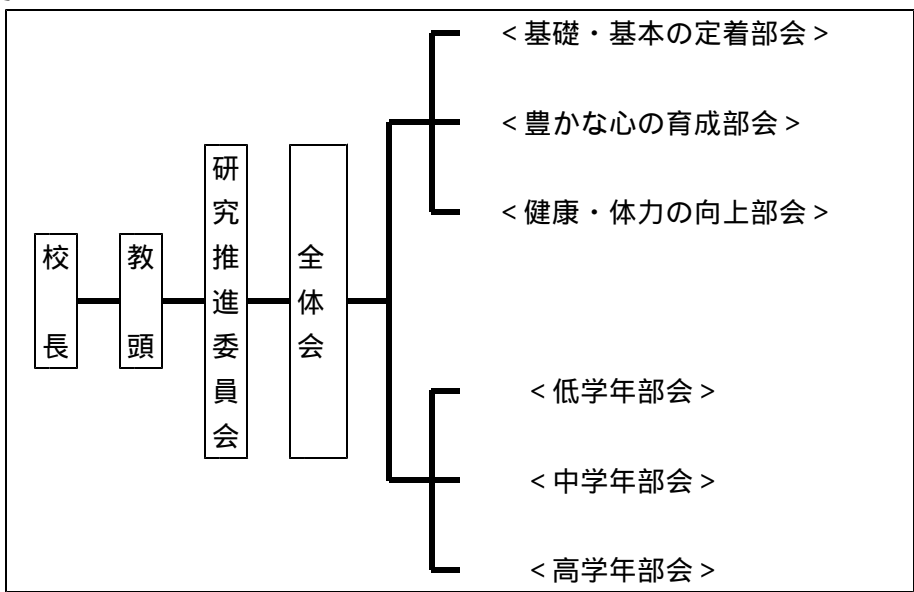 校長
教頭
研究推進委員会
全体会
<基礎・基本の定着部会>
<豊かな心の育成部会>
<健康・体力の向上部会>
<低学年部会>
<中学年部会>
<高学年部会>